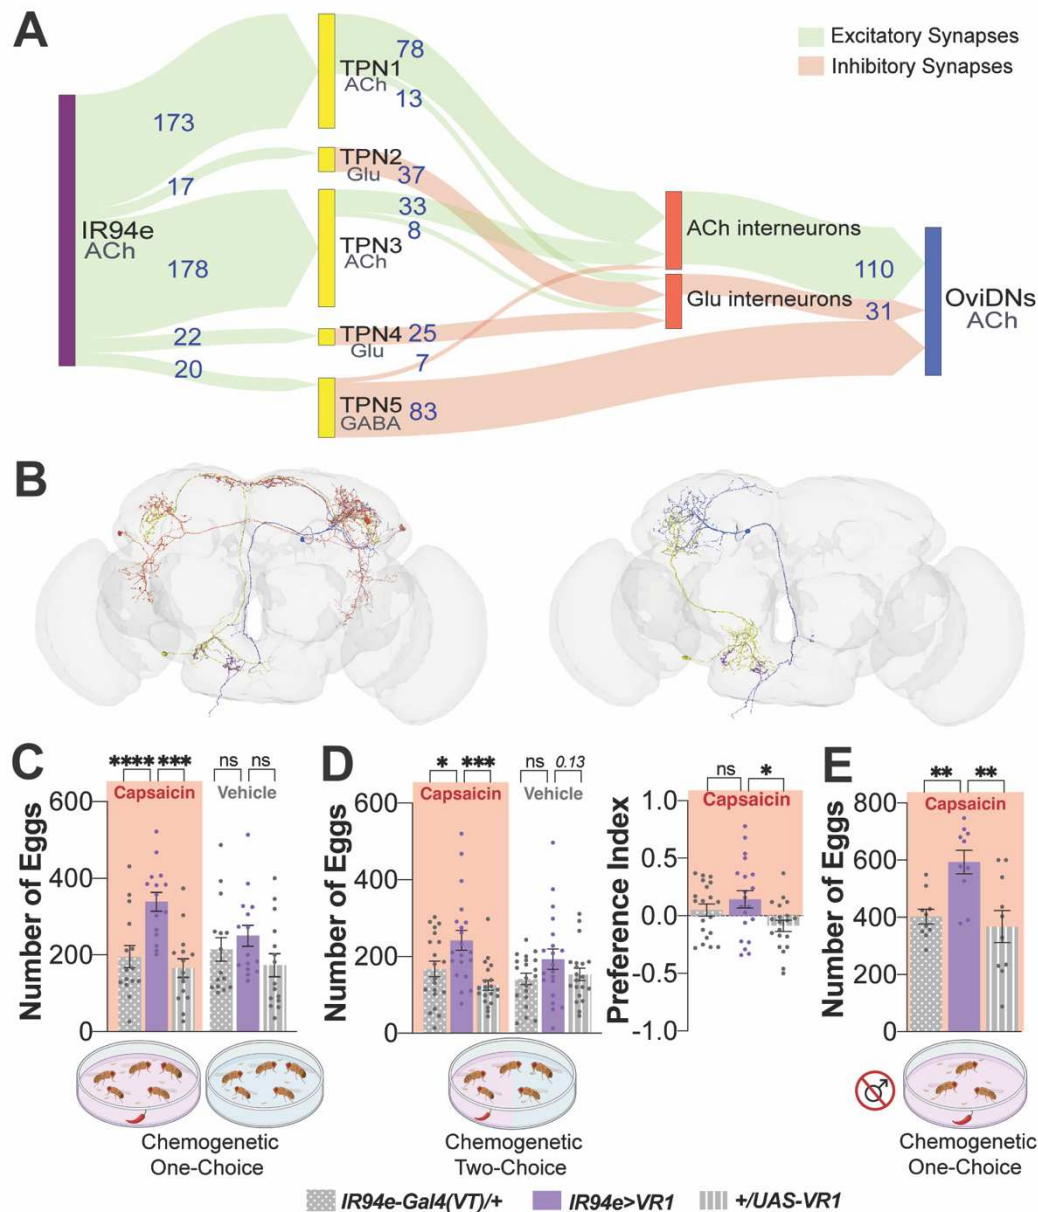 A
Excitatory Synapses
Inhibitory Synapses
IR94e
ACh
173
17
178
22
20
TPN1
ACh
78
13
TPN2
Glu
37
TPN3
ACh
33
8
TPN4
Glu
25
7
TPN5
GABA
83
ACh interneurons
Glu interneurons
110
31
OviDNs
ACh
B
C
**** *** ns ns
Capsaicin Vehicle
Number of Eggs
600
400
200
0
Chemogenetic
One-Choice
D
* *** ns 0.13
Capsaicin Vehicle
Number of Eggs
600
400
200
0
Chemogenetic
Two-Choice
ns *
Capsaicin
Preference Index
1.0
0.5
0.0
-0.5
-1.0
E
** **
Capsaicin
Number of Eggs
800
600
400
200
0
♂
Chemogenetic
One-Choice
IR94e-Gal4(VT)/+ IR94e>VR1 +/UAS-VR1